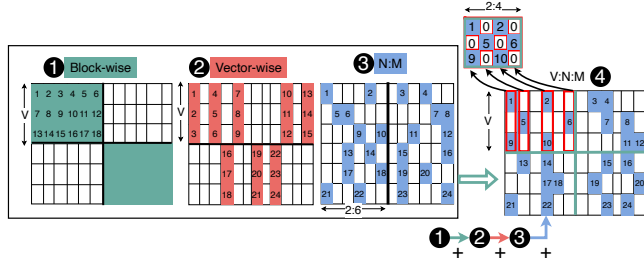 2:4
1 0 2 0
0 5 0 6
9 0 10 0
1 Block-wise
V
1 2 3 4 5 6
7 8 9 10 11 12
13 14 15 16 17 18
2 Vector-wise
V
1 4 7 10 13
2 5 8 11 14
3 6 9 12 15
16 19 22
17 20 23
18 21 24
3 N:M
1 2 3 4
5 6 7 8
9 10 11 12
13 14 15 16
17 18 19 20
21 22 23 24
2:6
V:N:M 4
V
1 2 3 4
5 6 7 8
9 10 11 12
13 14 15 16
17 18 19 20
21 22 23 24
1 2 3
+ + +